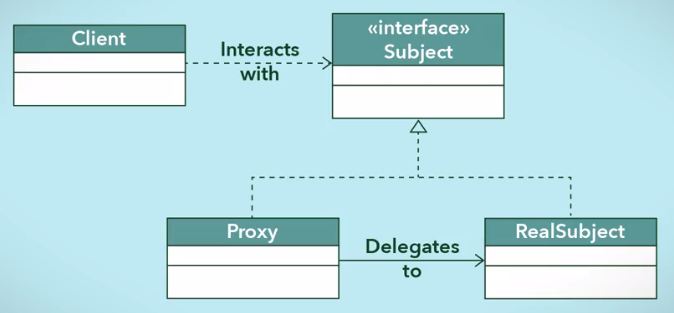 Client
Interacts
with
«interface»
Subject
Proxy
Delegates
to
RealSubject